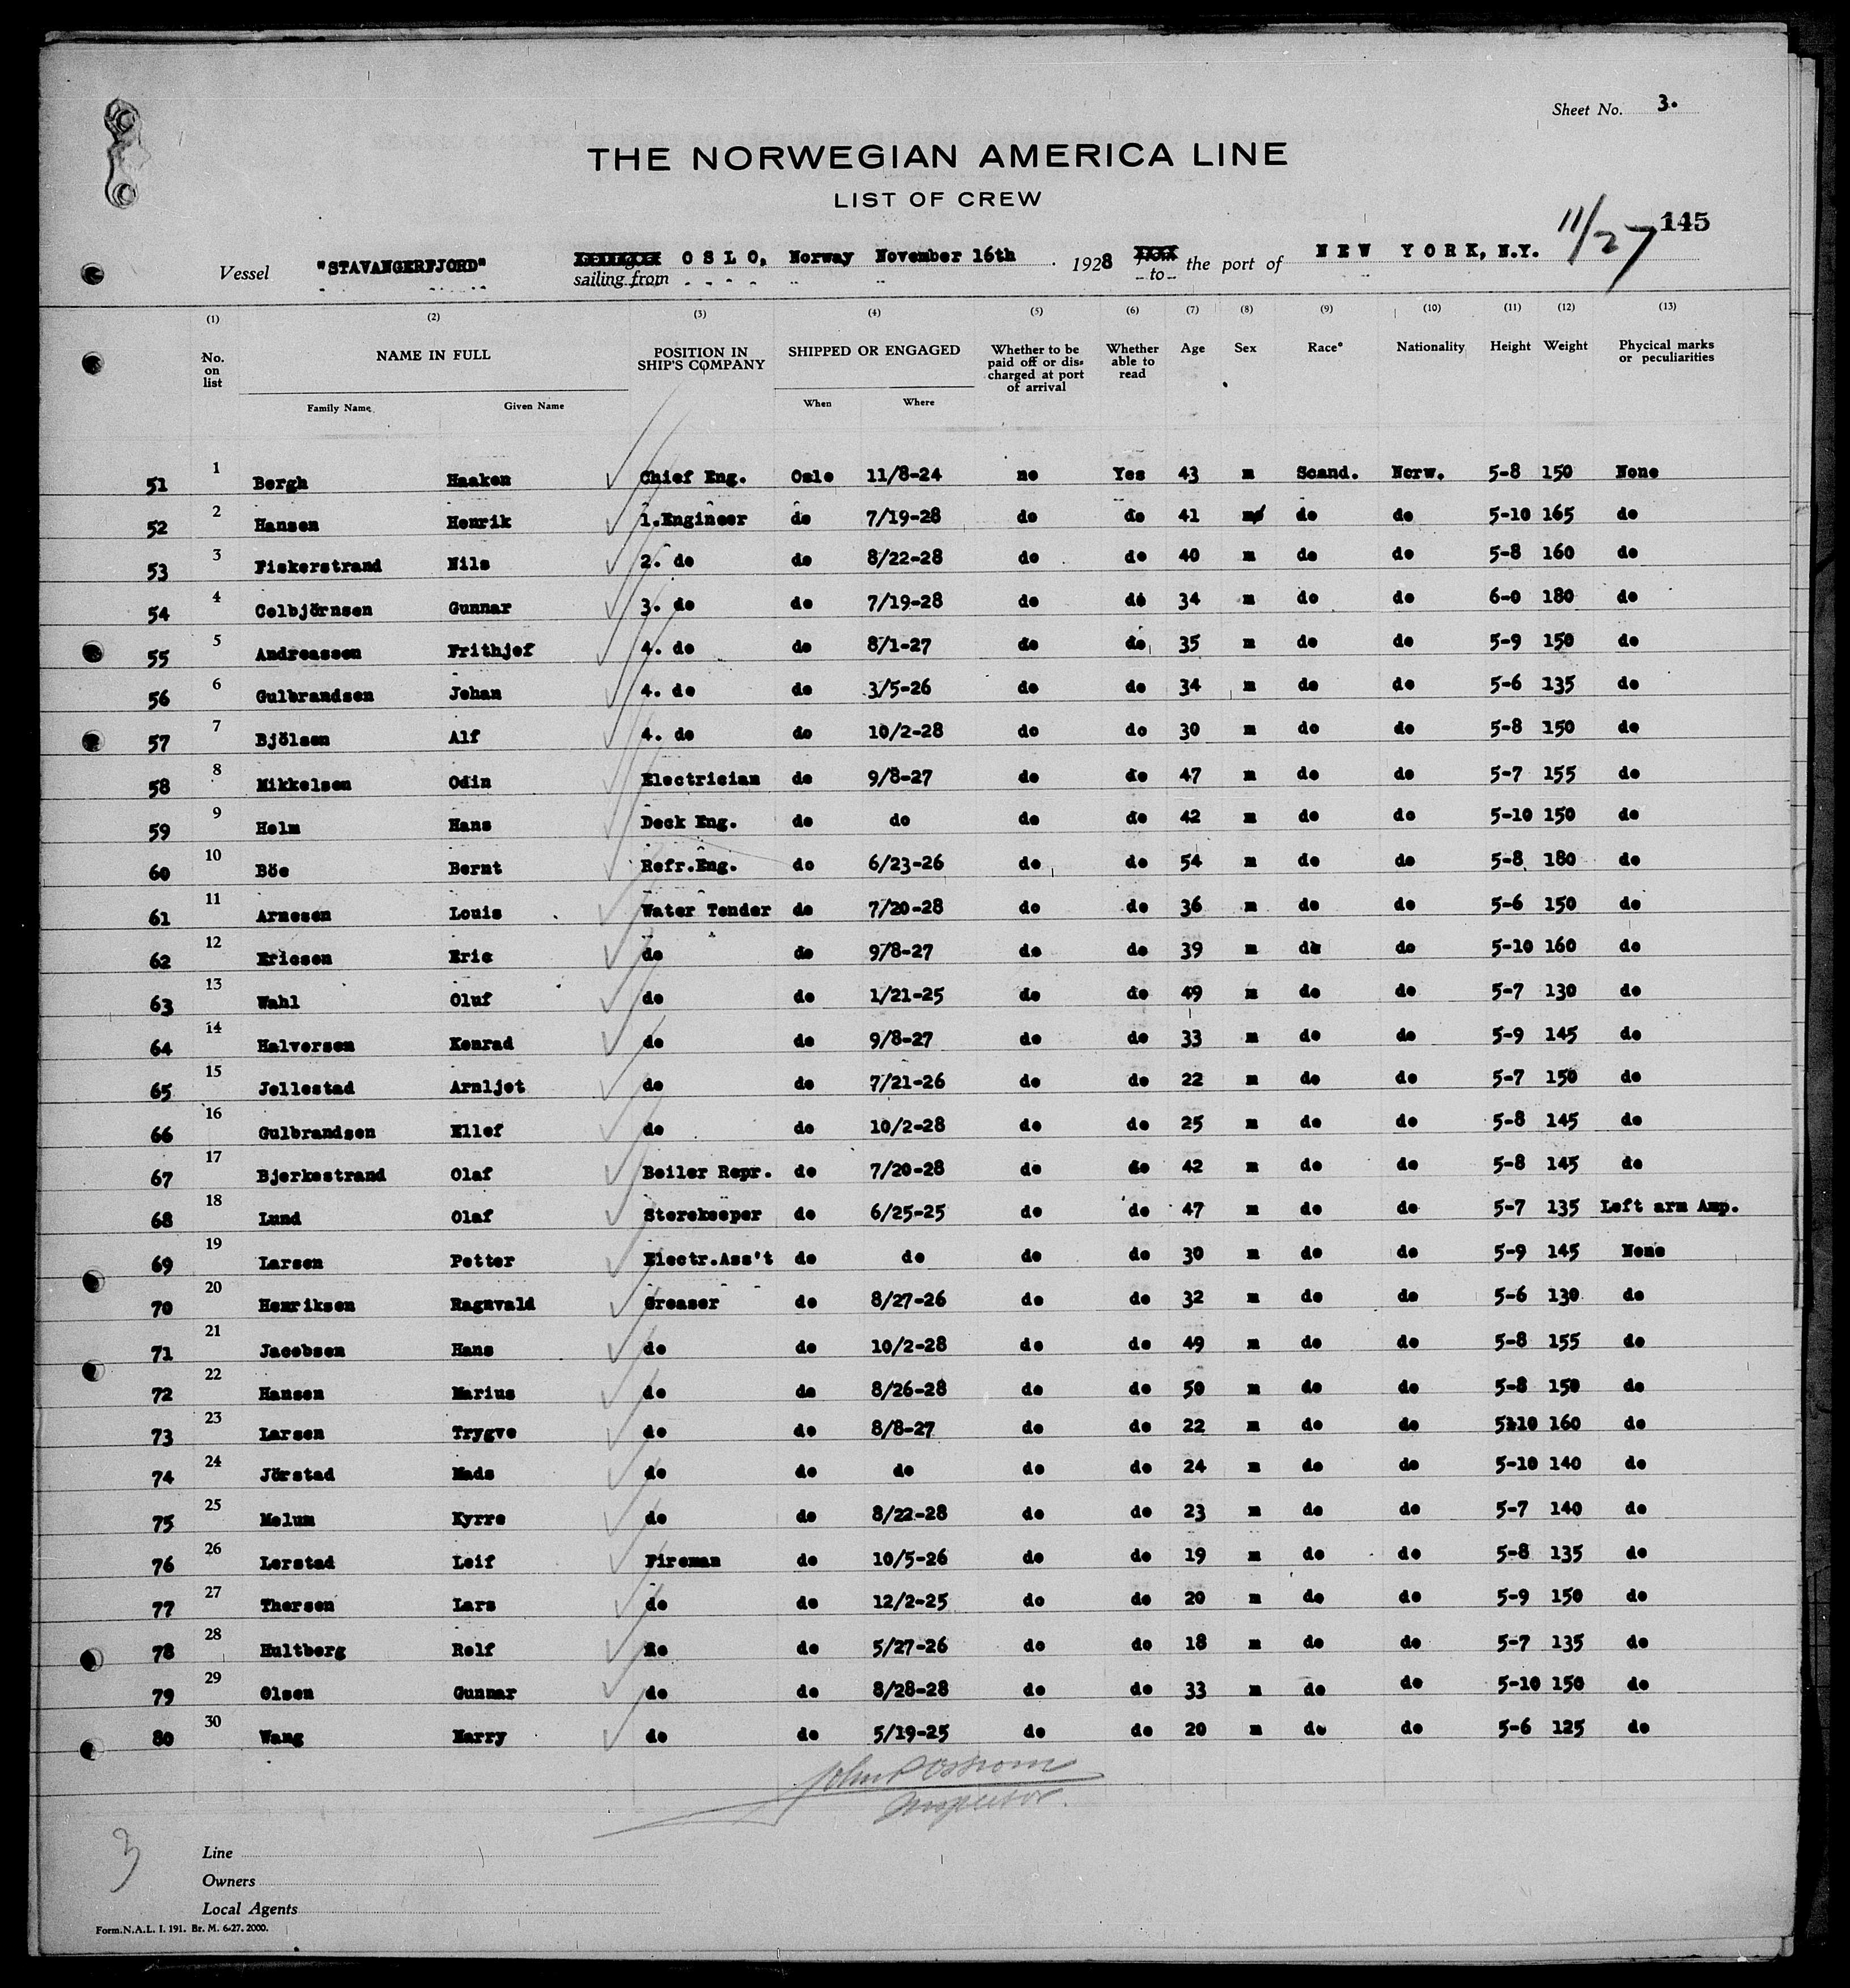 Sheet No. 3.
THE NORWEGIAN AMERICA LINE
LIST OF CREW
11/27 145
Vessel "STAVANGERFJORD" sailing from O S L O, Norway November 16th . 1928 to the port of N E W Y O R K, N.Y.
(1) (2) (3) (4) (5) (6) (7) (8) (9) (10) (11) (12) (13)
No. on list NAME IN FULL POSITION IN SHIP'S COMPANY SHIPPED OR ENGAGED Whether to be paid off or dis-charged at port of arrival Whether able to read Age Sex Race* Nationality Height Weight Phycical marks or peculiarities
Family Name Given Name When Where
51 1 Bergh Haaken Chief Eng. Oslo 11/8-24 no Yes 43 m Scand. Norw. 5-8 150 None
52 2 Hansen Henrik 1.Engineer do 7/19-28 do do 41 m do do 5-10 165 do
53 3 Fiskerstrand Nils 2. do do 8/22-28 do do 40 m do do 5-8 160 do
54 4 Colbjörnsen Gunnar 3. do do 7/19-28 do do 34 m do do 6-0 180 do
55 5 Andreassen Frithjof 4. do do 8/1-27 do do 35 m do do 5-9 150 do
56 6 Gulbrandsen Johan 4. do do 3/5-26 do do 34 m do do 5-6 135 do
57 7 Bjölsen Alf 4. do do 10/2-28 do do 30 m do do 5-8 150 do
58 8 Mikkelsen Odin Electrician do 9/8-27 do do 47 m do do 5-7 155 do
59 9 Holm Hans Deck Eng. do do do do 42 m do do 5-10 150 do
60 10 Böe Bernt Refr.Eng. do 6/23-26 do do 54 m do do 5-8 180 do
61 11 Arnesen Louis Water Tender do 7/20-28 do do 36 m do do 5-6 150 do
62 12 Ericsen Eric do do 9/8-27 do do 39 m do do 5-10 160 do
63 13 Wahl Oluf do do 1/21-25 do do 49 m do do 5-7 130 do
64 14 Halvorsen Konrad do do 9/8-27 do do 33 m do do 5-9 145 do
65 15 Jellestad Arnljot do do 7/21-26 do do 22 m do do 5-7 150 do
66 16 Gulbrandsen Ellef do do 10/2-28 do do 25 m do do 5-8 145 do
67 17 Bjerkestrand Olaf Boiler Repr. do 7/20-28 do do 42 m do do 5-8 145 do
68 18 Lund Olaf Storekeeper do 6/25-25 do do 47 m do do 5-7 135 Left arm Amp.
69 19 Larsen Petter Electr.Ass't do do do do 30 m do do 5-9 145 None
70 20 Henriksen Ragnvald Greaser do 8/27-26 do do 32 m do do 5-6 130 do
71 21 Jacobsen Hans do do 10/2-28 do do 49 m do do 5-8 155 do
72 22 Hansen Marius do do 8/26-28 do do 50 m do do 5-8 150 do
73 23 Larsen Trygve do do 8/8-27 do do 22 m do do 5-10 160 do
74 24 Jörstad Mads do do do do do 24 m do do 5-10 140 do
75 25 Melum Kyrre do do 8/22-28 do do 23 m do do 5-7 140 do
76 26 Lerstad Leif Fireman do 10/5-26 do do 19 m do do 5-8 135 do
77 27 Thorsen Lars do do 12/2-25 do do 20 m do do 5-9 150 do
78 28 Hultberg Rolf do do 5/27-26 do do 18 m do do 5-7 135 do
79 29 Olsen Gunnar do do 8/28-28 do do 33 m do do 5-10 150 do
80 30 Wang Harry do do 5/19-25 do do 20 m do do 5-6 125 do
Inspector.
3
Line
Owners
Local Agents
Form.N.A.L. I. 191. Br. M. 6-27. 2000.